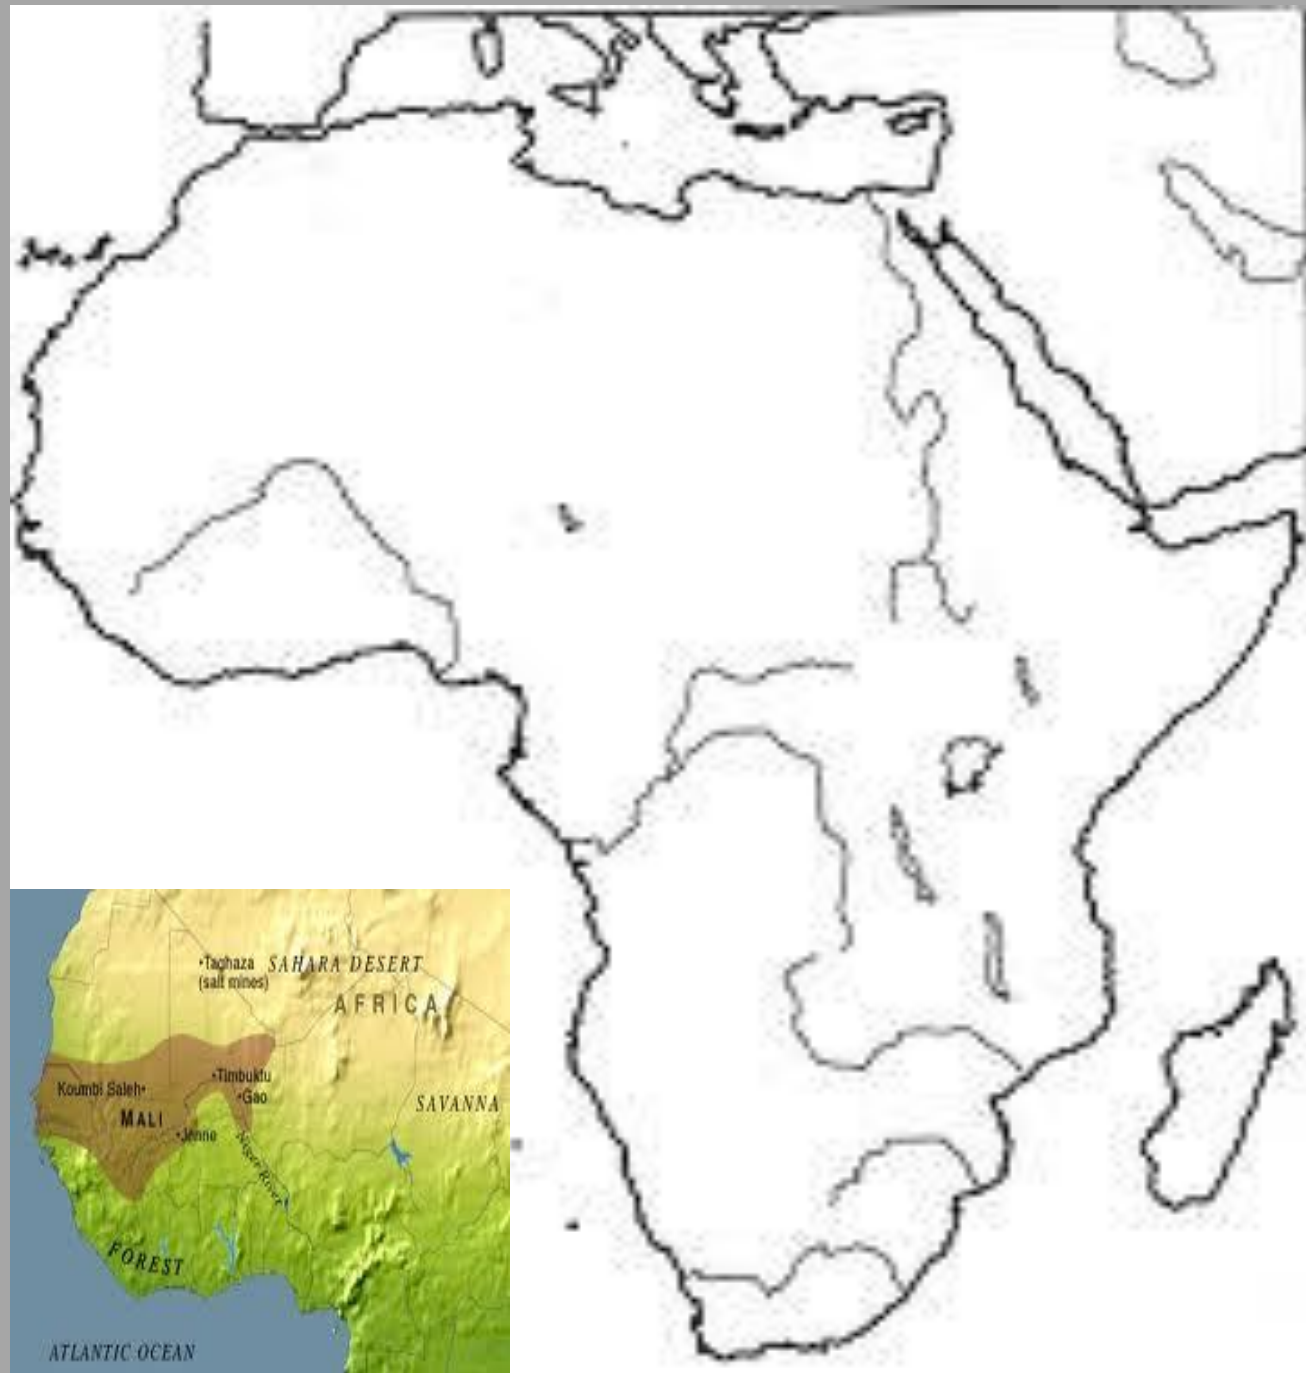 •Taghaza
(salt mines)
SAHARA DESERT
AFRICA
•Timbuktu
Koumbi Saleh•
•Gao
MALI
SAVANNA
•Jenne
Niger River
FOREST
ATLANTIC OCEAN